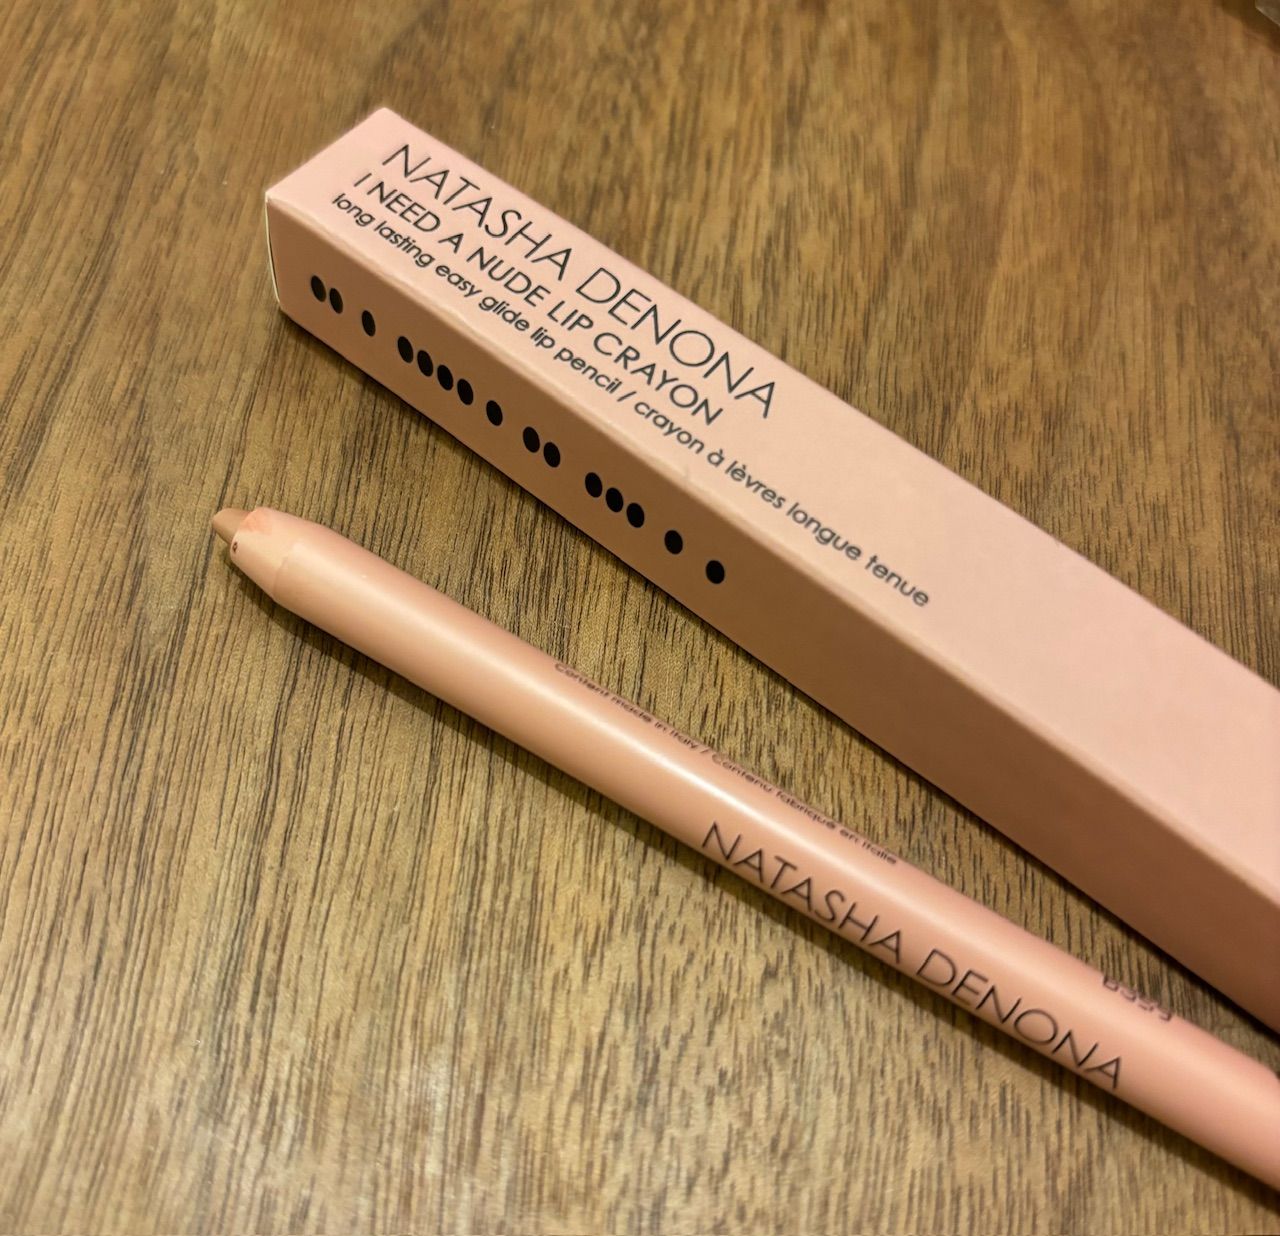 NATASHA DENONA
I NEED A NUDE LIP CRAYON
long lasting easy glide lip pencil / crayon à lèvres longue tenue
Content made in Italy / Contenu fabriqué en Italie
NATASHA DENONA